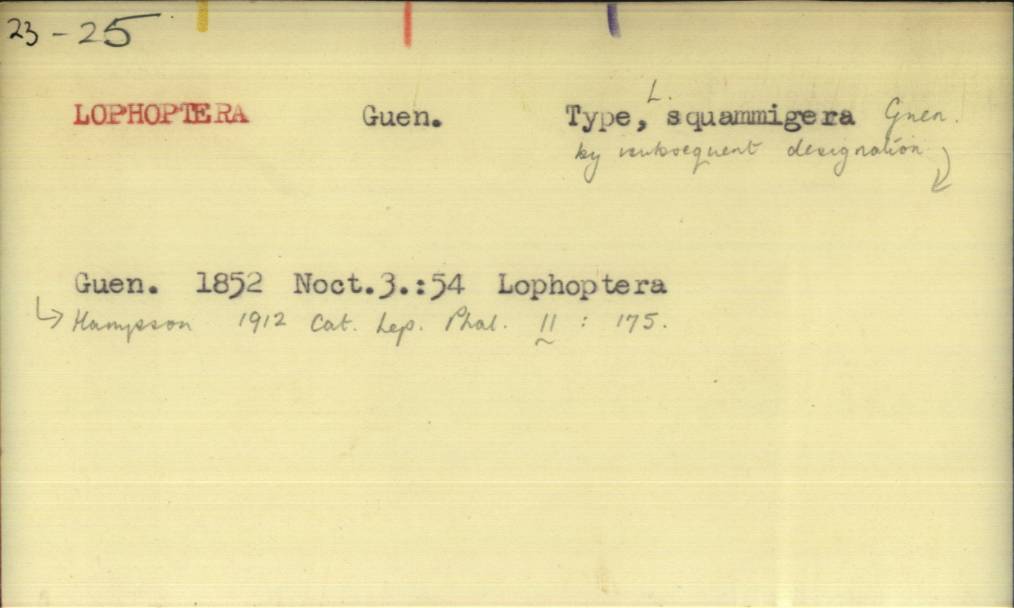 23-25
LOPHOPTERA Guen. Type, L. squammigera Guen.
by subsequent designation
Guen. 1852 Noct.3.:54 Lophoptera
Hampson 1912 Cat. Lep. Phal. 11 : 175.